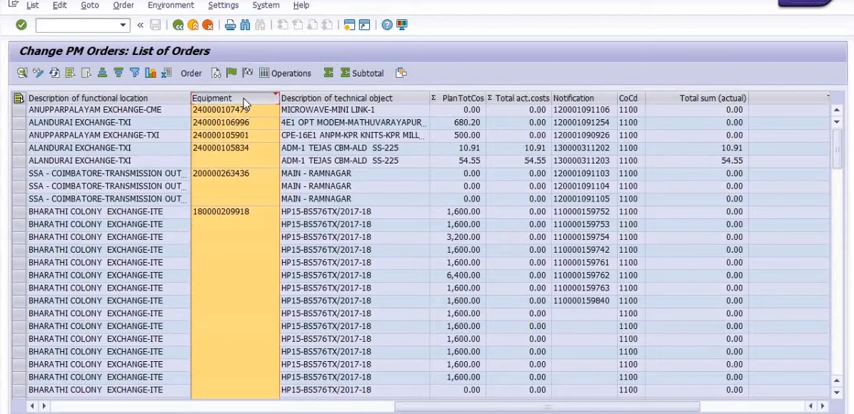 List Edit Goto Order Environment Settings System Help
Change PM Orders: List of Orders
Order Operations Σ Σ Subtotal
Description of functional location Equipment Description of technical object Σ PlanTotCos Σ Total act.costs Notification CoCd Total sum (actual)
ANUPPARPALAYAM EXCHANGE-CME 240000107479 MICROWAVE-MINI LINK-1 0.00 0.00 120001091106 1100 0.00
ALANDURAI EXCHANGE-TXI 240000106996 4E1 OPT MODEM-MATHUVARAYAPUR... 680.20 0.00 120001091254 1100 0.00
ANUPPARPALAYAM EXCHANGE-TXI 240000105901 CPE-16E1 ANPM-KPR KNITS-KPR MILL... 500.00 0.00 120001090926 1100 0.00
ALANDURAI EXCHANGE-TXI 240000105834 ADM-1 TEJAS CBM-ALD SS-225 10.91 10.91 130000311202 1100 10.91
ALANDURAI EXCHANGE-TXI ADM-1 TEJAS CBM-ALD SS-225 54.55 54.55 130000311203 1100 54.55
SSA - COIMBATORE-TRANSMISSION OUT... 200000263436 MAIN - RAMNAGAR 0.00 0.00 120001091103 1100 0.00
SSA - COIMBATORE-TRANSMISSION OUT... MAIN - RAMNAGAR 0.00 0.00 120001091104 1100 0.00
SSA - COIMBATORE-TRANSMISSION OUT... MAIN - RAMNAGAR 0.00 0.00 120001091105 1100 0.00
BHARATHI COLONY EXCHANGE-ITE 180000209918 HP15-BS576TX/2017-18 1,600.00 0.00 110000159752 1100 0.00
BHARATHI COLONY EXCHANGE-ITE HP15-BS576TX/2017-18 1,600.00 0.00 110000159753 1100 0.00
BHARATHI COLONY EXCHANGE-ITE HP15-BS576TX/2017-18 3,200.00 0.00 110000159754 1100 0.00
BHARATHI COLONY EXCHANGE-ITE HP15-BS576TX/2017-18 1,600.00 0.00 110000159742 1100 0.00
BHARATHI COLONY EXCHANGE-ITE HP15-BS576TX/2017-18 1,600.00 0.00 110000159761 1100 0.00
BHARATHI COLONY EXCHANGE-ITE HP15-BS576TX/2017-18 6,400.00 0.00 110000159762 1100 0.00
BHARATHI COLONY EXCHANGE-ITE HP15-BS576TX/2017-18 1,600.00 0.00 110000159763 1100 0.00
BHARATHI COLONY EXCHANGE-ITE HP15-BS576TX/2017-18 1,600.00 0.00 110000159840 1100 0.00
BHARATHI COLONY EXCHANGE-ITE HP15-BS576TX/2017-18 1,600.00 0.00 1100 0.00
BHARATHI COLONY EXCHANGE-ITE HP15-BS576TX/2017-18 1,600.00 0.00 1100 0.00
BHARATHI COLONY EXCHANGE-ITE HP15-BS576TX/2017-18 1,600.00 0.00 1100 0.00
BHARATHI COLONY EXCHANGE-ITE HP15-BS576TX/2017-18 1,600.00 0.00 1100 0.00
BHARATHI COLONY EXCHANGE-ITE HP15-BS576TX/2017-18 1,600.00 0.00 1100 0.00
BHARATHI COLONY EXCHANGE-ITE HP15-BS576TX/2017-18 1,600.00 0.00 1100 0.00
BHARATHI COLONY EXCHANGE-ITE HP15-BS576TX/2017-18 0.00 0.00 1100 0.00